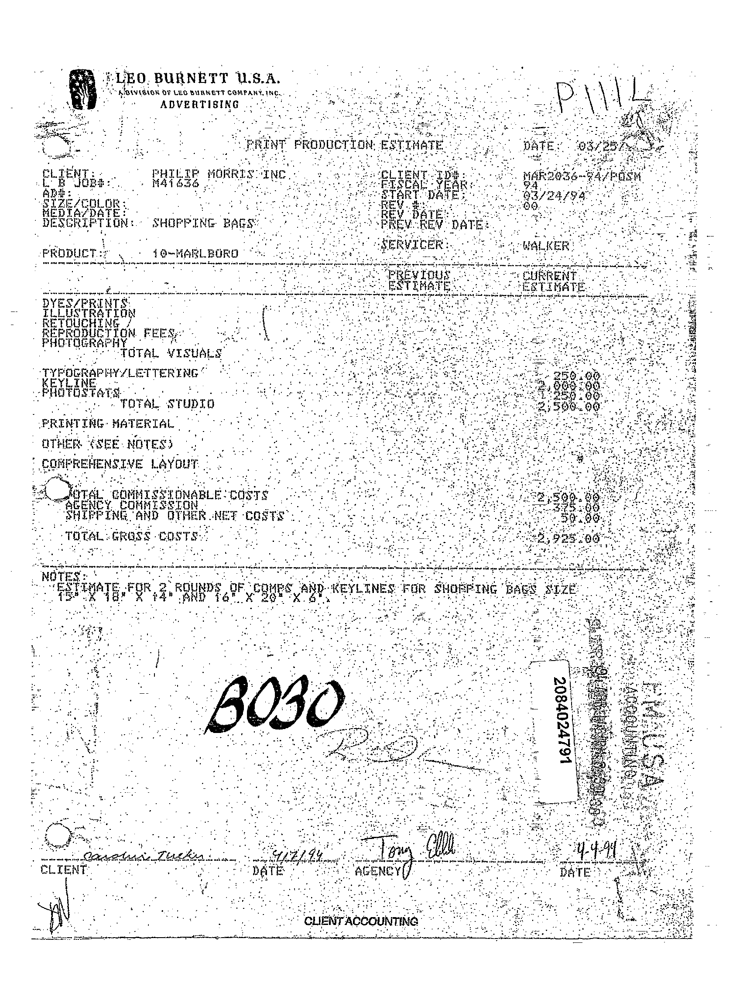 LEO BURNETT U.S.A.
A DIVISION OF LEO BURNETT COMPANY, INC.
ADVERTISING
P111L
PRINT PRODUCTION ESTIMATE DATE: 03/25/
CLIENT: PHILIP MORRIS INC CLIENT ID#: MAR2036-94/POSM
L B JOB#: M41636 FISCAL YEAR: 94
AD#: START DATE: 03/24/94
SIZE/COLOR: REV #: 00
MEDIA/DATE: REV DATE:
DESCRIPTION: SHOPPING BAGS PREV REV DATE:
SERVICER: WALKER
PRODUCT: 10-MARLBORO
PREVIOUS CURRENT
ESTIMATE ESTIMATE
DYES/PRINTS
ILLUSTRATION
RETOUCHING /
REPRODUCTION FEES
PHOTOGRAPHY
TOTAL VISUALS
TYPOGRAPHY/LETTERING 250.00
KEYLINE 2,000.00
PHOTOSTATS 250.00
TOTAL STUDIO 2,500.00
PRINTING MATERIAL
OTHER (SEE NOTES)
COMPREHENSIVE LAYOUT
TOTAL COMMISSIONABLE COSTS 2,500.00
AGENCY COMMISSION 375.00
SHIPPING AND OTHER NET COSTS 50.00
TOTAL GROSS COSTS 2,925.00
NOTES:
ESTIMATE FOR 2 ROUNDS OF COMPS AND KEYLINES FOR SHOPPING BAGS SIZE
15" X 18" X 14" AND 16" X 20" X 6".
B030
2084024791
P.M. USA
ACCOUNTING
Tucker 4/2/94 Tony 4-4-94
CLIENT DATE AGENCY DATE
CLIENT ACCOUNTING